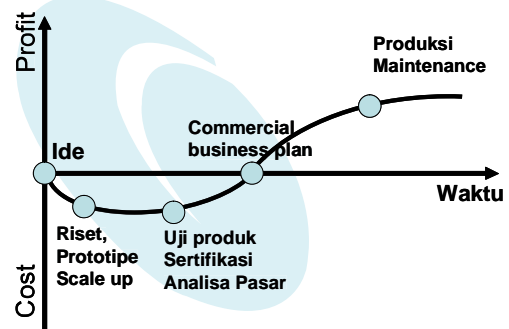 Profit
Produksi
Maintenance
Commercial
business plan
Ide
Waktu
Riset,
Prototipe
Scale up
Uji produk
Sertifikasi
Analisa Pasar
Cost